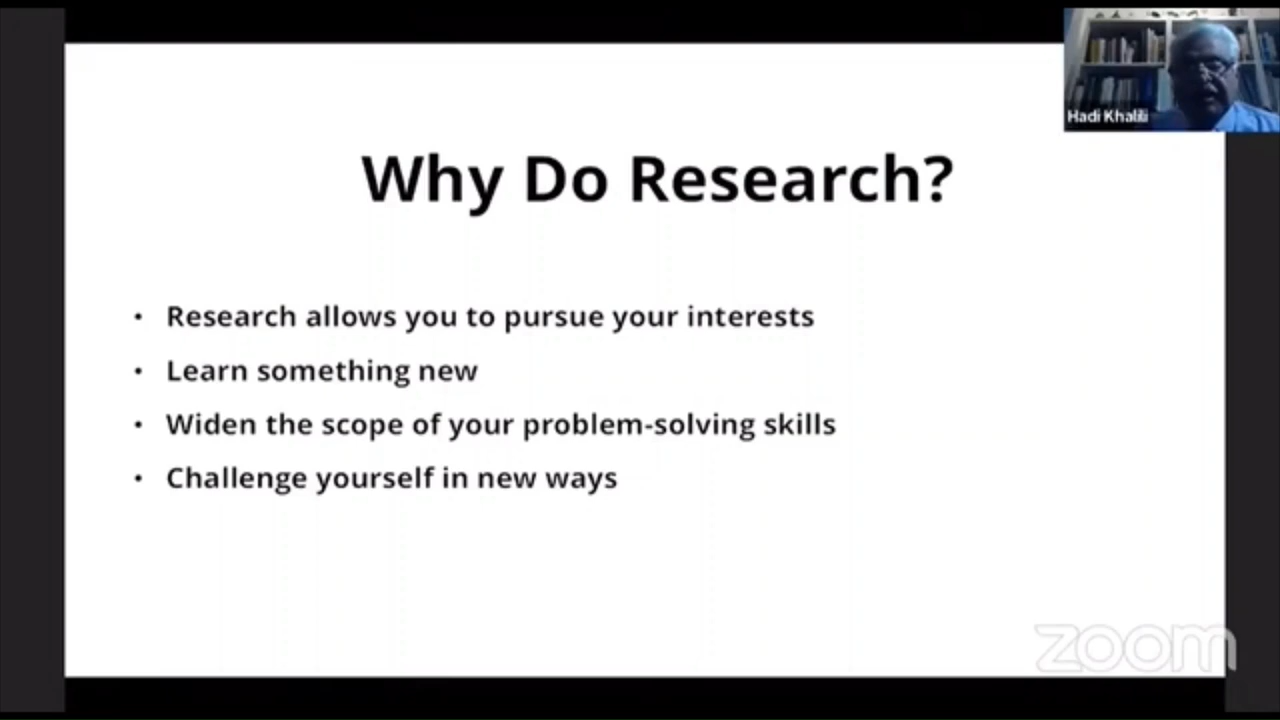 Hadi Khalili
Why Do Research?
• Research allows you to pursue your interests
• Learn something new
• Widen the scope of your problem-solving skills
• Challenge yourself in new ways
zoom